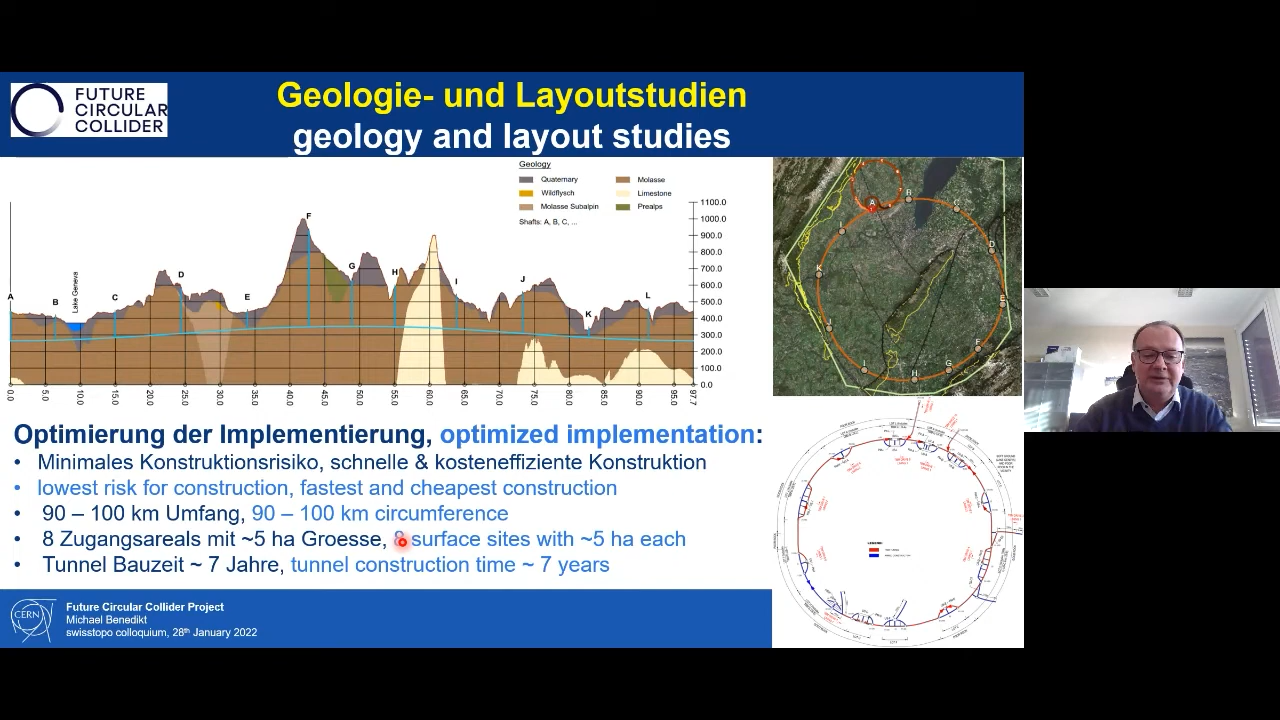 FUTURE
CIRCULAR
COLLIDER
Geologie- und Layoutstudien
geology and layout studies
Geology
Quaternary
Molasse
Wildflysch
Limestone
Molasse Subalpin
Prealps
Shafts: A, B, C, ...
1100.0
1000.0
900.0
800.0
700.0
600.0
500.0
400.0
300.0
200.0
100.0
0.0
A
B
Lake Geneva
C
D
E
F
G
H
I
J
K
L
0.0
5.0
10.0
15.0
20.0
25.0
30.0
35.0
40.0
45.0
50.0
55.0
60.0
65.0
70.0
75.0
80.0
85.0
90.0
95.0
97.7
A
B
C
D
E
F
G
H
I
J
K
Optimierung der Implementierung, optimized implementation:
• Minimales Konstruktionsrisiko, schnelle & kosteneffiziente Konstruktion
• lowest risk for construction, fastest and cheapest construction
• 90 – 100 km Umfang, 90 – 100 km circumference
• 8 Zugangsareals mit ~5 ha Groesse, 8 surface sites with ~5 ha each
• Tunnel Bauzeit ~ 7 Jahre, tunnel construction time ~ 7 years
CERN
Future Circular Collider Project
Michael Benedikt
swisstopo colloquium, 28th January 2022